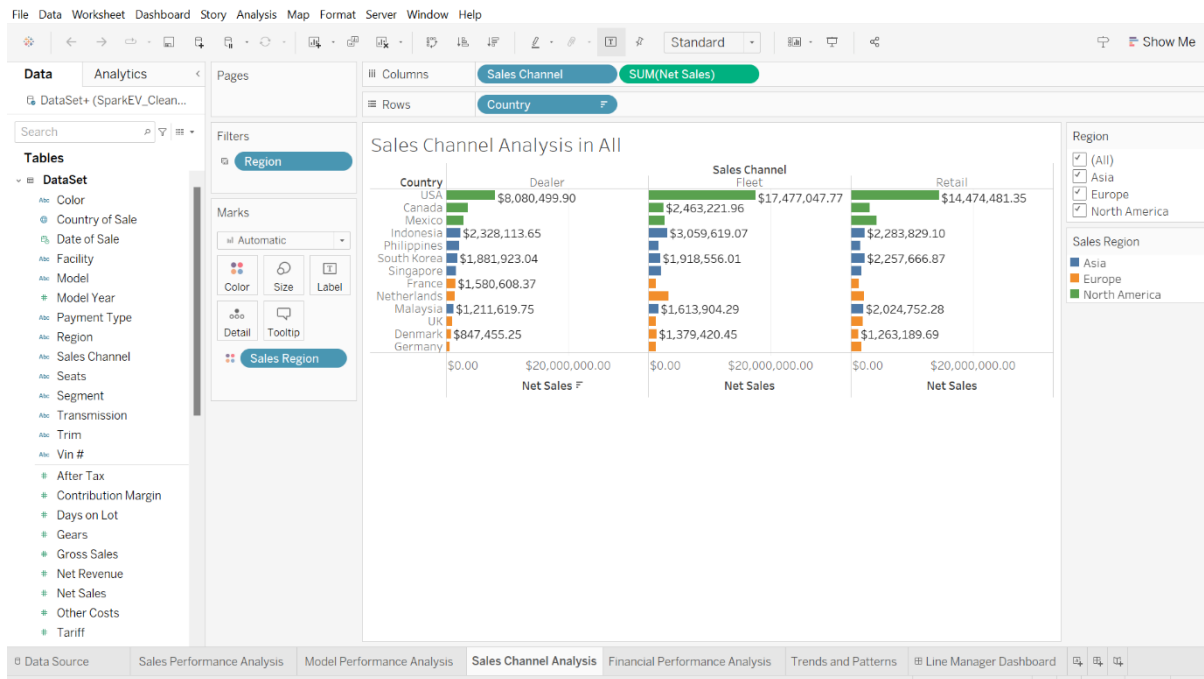 File Data Worksheet Dashboard Story Analysis Map Format Server Window Help
Standard
Show Me
Data Analytics
DataSet+ (SparkEV_Clean...
Search
Tables
DataSet
Abc Color
Country of Sale
Date of Sale
Abc Facility
Abc Model
# Model Year
Abc Payment Type
Abc Region
Abc Sales Channel
Abc Seats
Abc Segment
Abc Transmission
Abc Trim
Abc Vin #
# After Tax
# Contribution Margin
# Days on Lot
# Gears
# Gross Sales
# Net Revenue
# Net Sales
# Other Costs
# Tariff
Pages
Filters
Region
Marks
Automatic
Color Size Label
Detail Tooltip
Sales Region
Columns Sales Channel SUM(Net Sales)
Rows Country
Sales Channel Analysis in All
Sales Channel
Country Dealer Fleet Retail
USA $8,080,499.90 $17,477,047.77 $14,474,481.35
Canada $2,463,221.96
Mexico
Indonesia $2,328,113.65 $3,059,619.07 $2,283,829.10
Philippines
South Korea $1,881,923.04 $1,918,556.01 $2,257,666.87
Singapore
France $1,580,608.37
Netherlands
Malaysia $1,211,619.75 $1,613,904.29 $2,024,752.28
UK
Denmark $847,455.25 $1,379,420.45 $1,263,189.69
Germany
$0.00 $20,000,000.00 $0.00 $20,000,000.00 $0.00 $20,000,000.00
Net Sales Net Sales Net Sales
Region
(All)
Asia
Europe
North America
Sales Region
Asia
Europe
North America
Data Source Sales Performance Analysis Model Performance Analysis Sales Channel Analysis Financial Performance Analysis Trends and Patterns Line Manager Dashboard